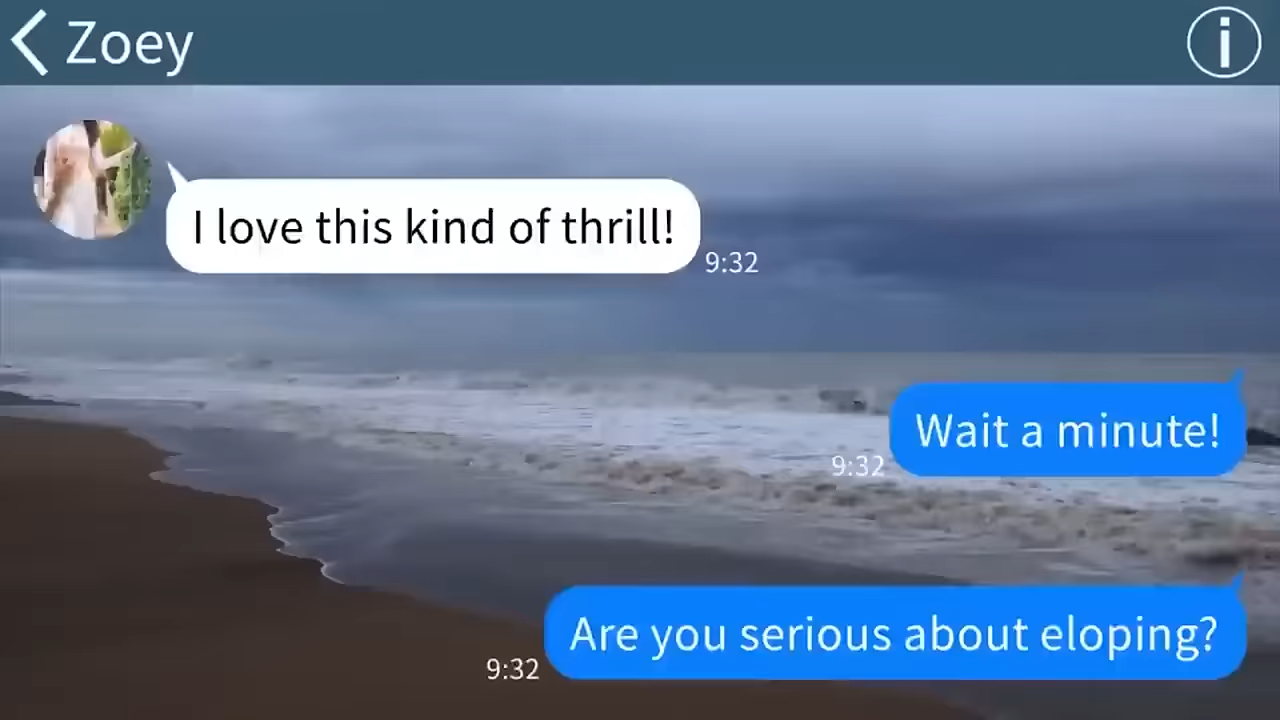 Zoey
I love this kind of thrill!
9:32
Wait a minute!
9:32
Are you serious about eloping?
9:32